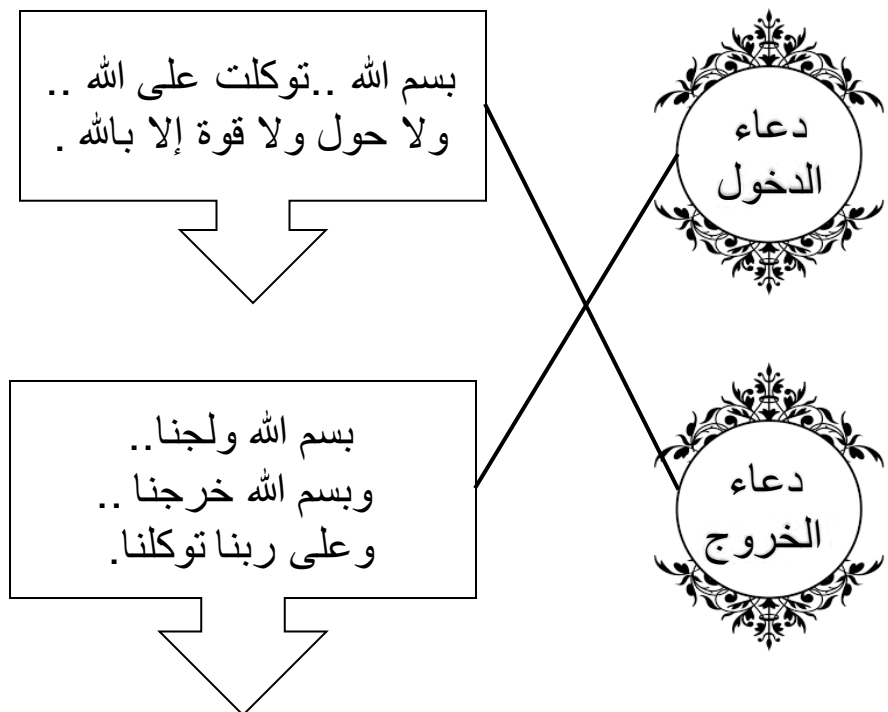 دعاء
الدخول
بسم الله ..توكلت على الله ..
ولا حول ولا قوة إلا بالله .
دعاء
الخروج
بسم الله ولجنا..
وبسم الله خرجنا ..
وعلى ربنا توكلنا.